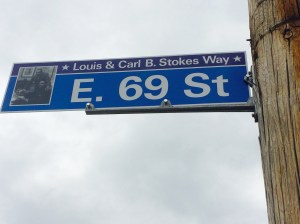 ★ Louis & Carl B. Stokes Way ★
E. 69 St